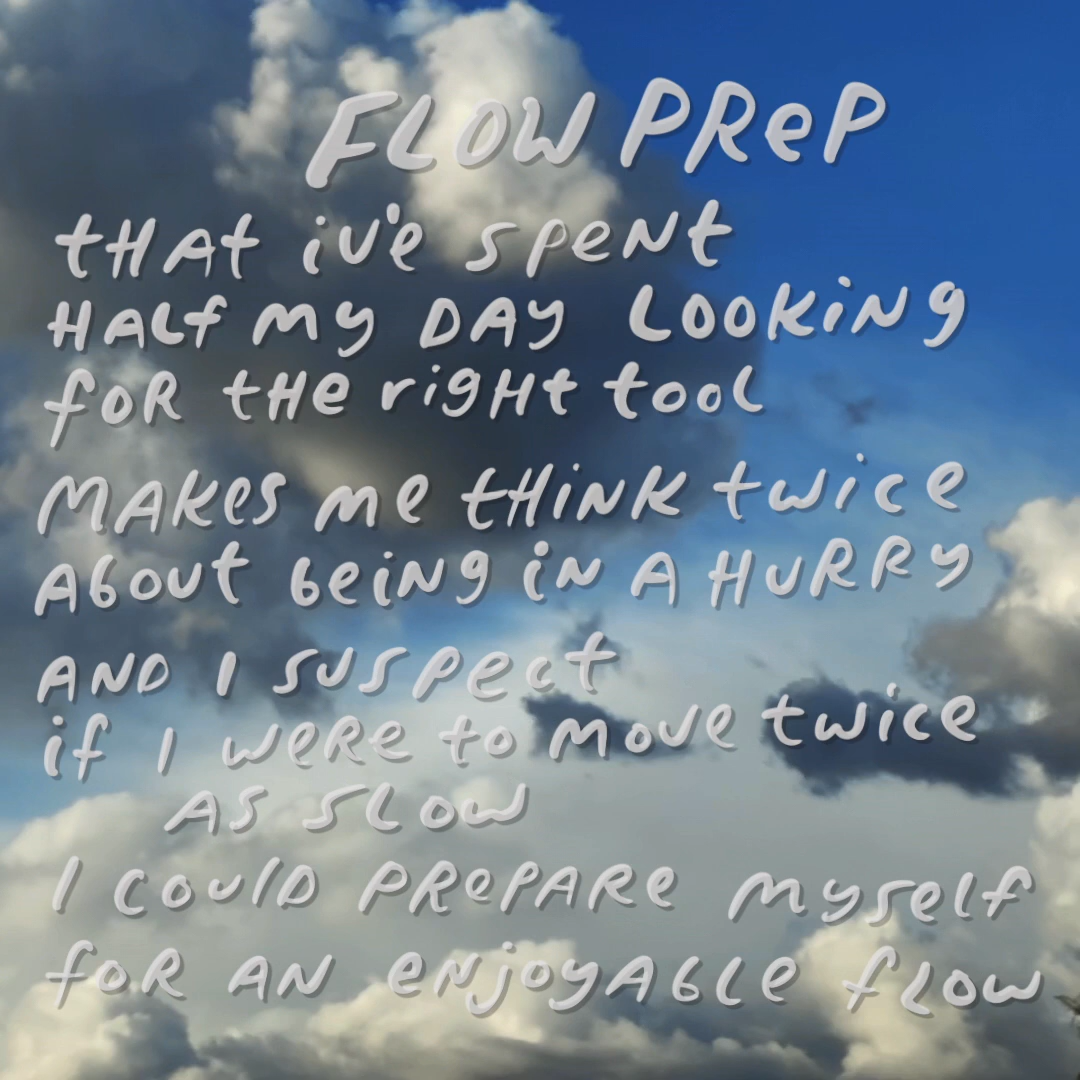 FLOW PReP
tHAt iv'e spent
HALf my DAy LOOKiNg
foR tHe rigHt tooL
MAKes me tHiNK twice
About beiNg iN A HuRRy
AND I suspect
if I weRe to move twice
As sLow
I could PRePARe myself
foR AN eNjoyAbLe fLow